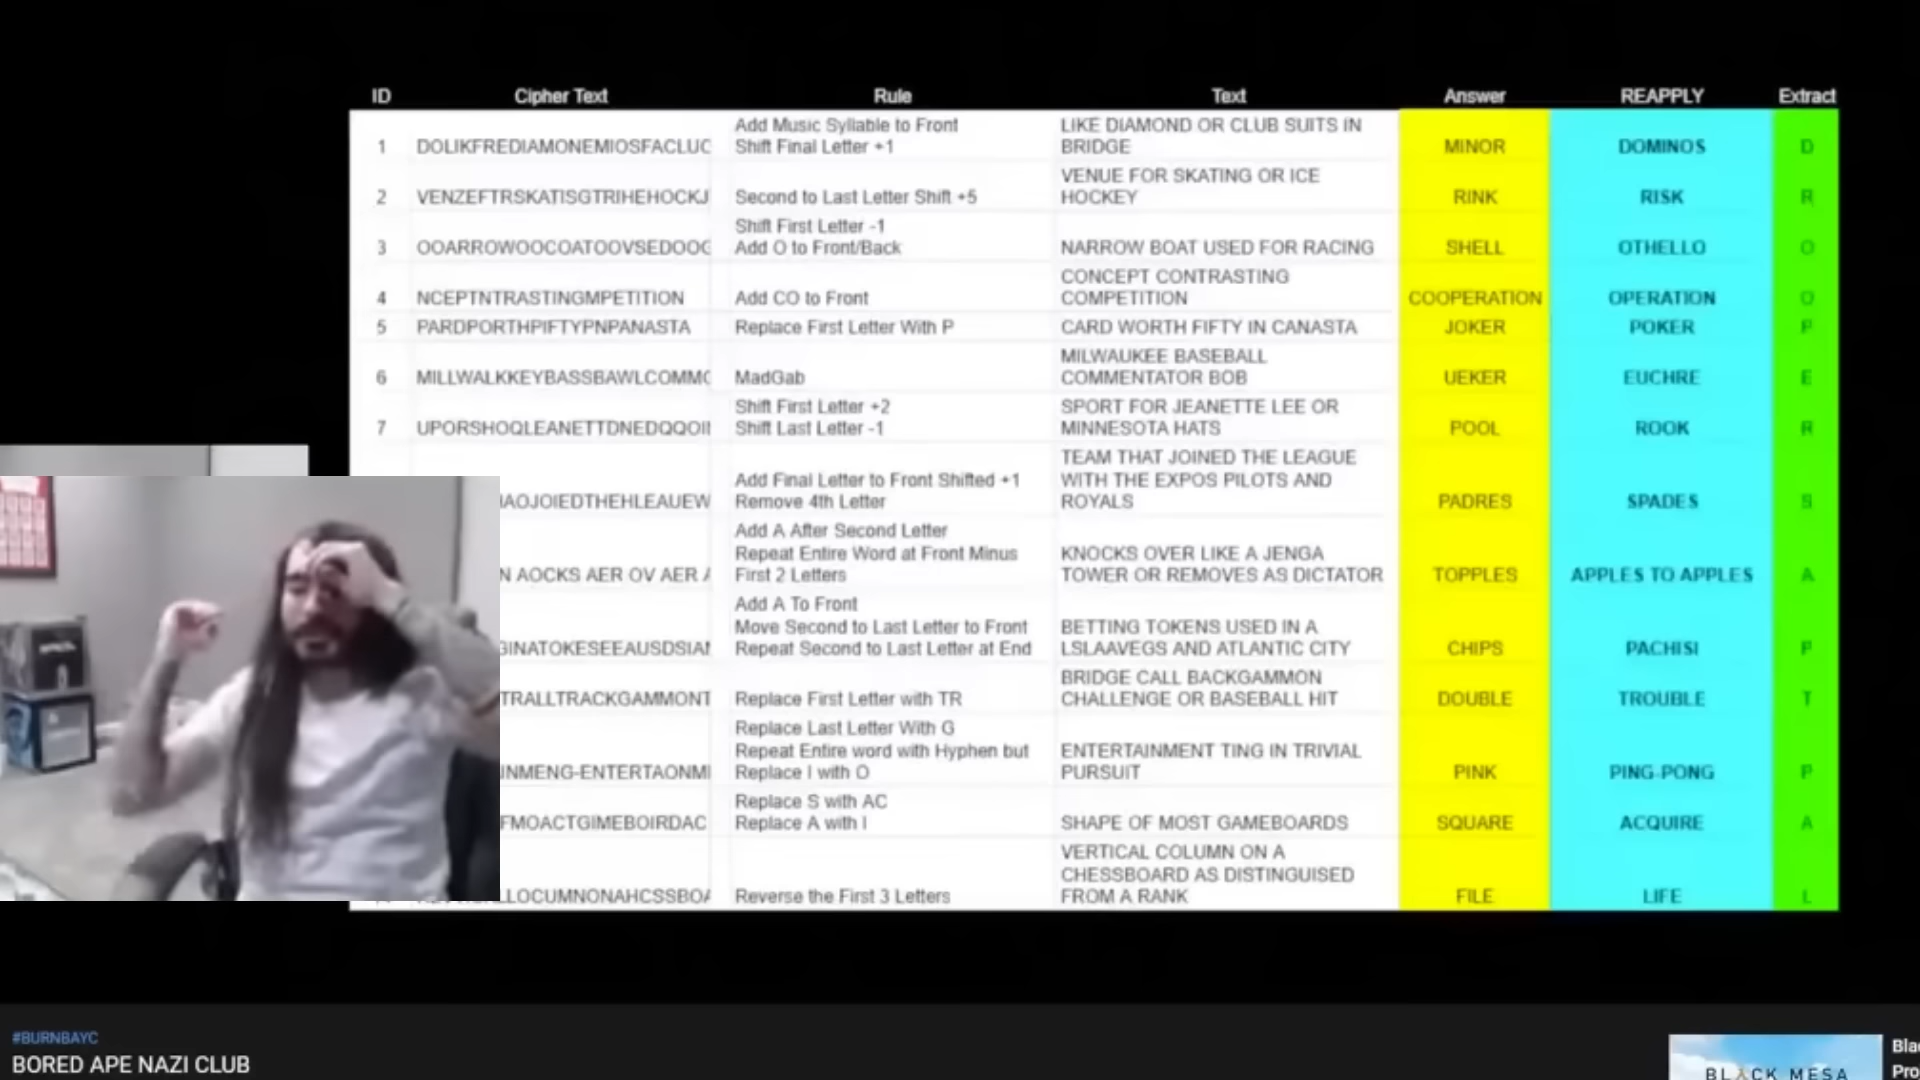 ID Cipher Text Rule Text Answer REAPPLY Extract
Add Music Syllable to Front LIKE DIAMOND OR CLUB SUITS IN
1 DOLIKFREDIAMONEMIOSFACLUC Shift Final Letter +1 BRIDGE MINOR DOMINOS D
VENUE FOR SKATING OR ICE
2 VENZEFTRSKATISGTRIHEHOCKJ Second to Last Letter Shift +5 HOCKEY RINK RISK R
Shift First Letter -1
3 OOARROWOOCOATOOVSEDOOG Add O to Front/Back NARROW BOAT USED FOR RACING SHELL OTHELLO O
CONCEPT CONTRASTING
4 NCEPTNTRASTINGMPETITION Add CO to Front COMPETITION COOPERATION OPERATION O
5 PARDPORTHPIFTYPNPANASTA Replace First Letter With P CARD WORTH FIFTY IN CANASTA JOKER POKER P
MILWAUKEE BASEBALL
6 MILLWALKKEYBASSBAWLCOMMO MadGab COMMENTATOR BOB UEKER EUCHRE E
Shift First Letter +2 SPORT FOR JEANETTE LEE OR
7 UPORSHOQLEANETTDNEDQQOII Shift Last Letter -1 MINNESOTA HATS POOL ROOK R
TEAM THAT JOINED THE LEAGUE
Add Final Letter to Front Shifted +1 WITH THE EXPOS PILOTS AND
AOJOIEDTHEHLEAUEW Remove 4th Letter ROYALS PADRES SPADES S
Add A After Second Letter
Repeat Entire Word at Front Minus KNOCKS OVER LIKE A JENGA
N AOCKS AER OV AER A First 2 Letters TOWER OR REMOVES AS DICTATOR TOPPLES APPLES TO APPLES A
Add A To Front
Move Second to Last Letter to Front BETTING TOKENS USED IN A
GINATOKESEEAUSDSIAN Repeat Second to Last Letter at End LSLAAVEGS AND ATLANTIC CITY CHIPS PACHISI P
BRIDGE CALL BACKGAMMON
TRALLTRACKGAMMONT Replace First Letter with TR CHALLENGE OR BASEBALL HIT DOUBLE TROUBLE T
Replace Last Letter With G
Repeat Entire word with Hyphen but ENTERTAINMENT TING IN TRIVIAL
INMENG-ENTERTAONMI Replace I with O PURSUIT PINK PING-PONG P
Replace S with AC
FMOACTGIMEBOIRDAC Replace A with I SHAPE OF MOST GAMEBOARDS SQUARE ACQUIRE A
VERTICAL COLUMN ON A
CHESSBOARD AS DISTINGUISED
LLOCUMNONAHCSSBOA Reverse the First 3 Letters FROM A RANK FILE LIFE L
#BURNBAYC
BORED APE NAZI CLUB
BLACK MESA
Bla
Pro